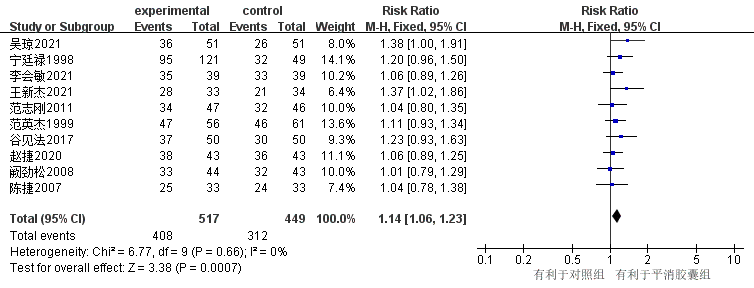 experimental control Risk Ratio Risk Ratio
Study or Subgroup Events Total Events Total Weight M-H, Fixed, 95% CI M-H, Fixed, 95% CI
吴琼2021 36 51 26 51 8.0% 1.38 [1.00, 1.91]
宁廷禄1998 95 121 32 49 14.1% 1.20 [0.96, 1.50]
李会敏2021 35 39 33 39 10.2% 1.06 [0.89, 1.26]
王新杰2021 28 33 21 34 6.4% 1.37 [1.02, 1.86]
范志刚2011 34 47 32 46 10.0% 1.04 [0.80, 1.35]
范英杰1999 47 56 46 61 13.6% 1.11 [0.93, 1.34]
谷见法2017 37 50 30 50 9.3% 1.23 [0.93, 1.63]
赵捷2020 38 43 36 43 11.1% 1.06 [0.89, 1.25]
阙劲松2008 33 44 32 43 10.0% 1.01 [0.79, 1.29]
陈捷2007 25 33 24 33 7.4% 1.04 [0.78, 1.38]
Total (95% CI) 517 449 100.0% 1.14 [1.06, 1.23]
Total events 408 312
Heterogeneity: Chi² = 6.77, df = 9 (P = 0.66); I² = 0%
Test for overall effect: Z = 3.38 (P = 0.0007)
0.1 0.2 0.5 1 2 5 10
有利于对照组 有利于平消胶囊组